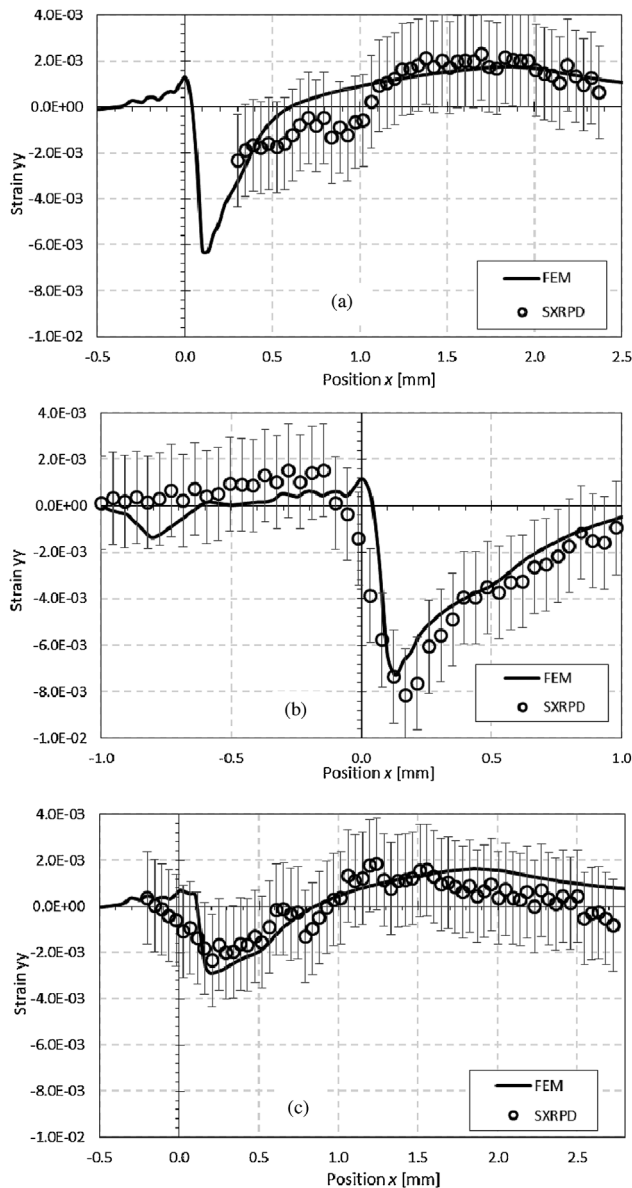 4.0E-03
2.0E-03
0.0E+00
-2.0E-03
-4.0E-03
-6.0E-03
-8.0E-03
-1.0E-02
Strain yy
-0.5 0.0 0.5 1.0 1.5 2.0 2.5
Position x [mm]
(a)
FEM
SXRPD
4.0E-03
2.0E-03
0.0E+00
-2.0E-03
-4.0E-03
-6.0E-03
-8.0E-03
-1.0E-02
Strain yy
-1.0 -0.5 0.0 0.5 1.0
Position x [mm]
(b)
FEM
SXRPD
4.0E-03
2.0E-03
0.0E+00
-2.0E-03
-4.0E-03
-6.0E-03
-8.0E-03
-1.0E-02
Strain yy
-0.5 0.0 0.5 1.0 1.5 2.0 2.5
Position x [mm]
(c)
FEM
SXRPD